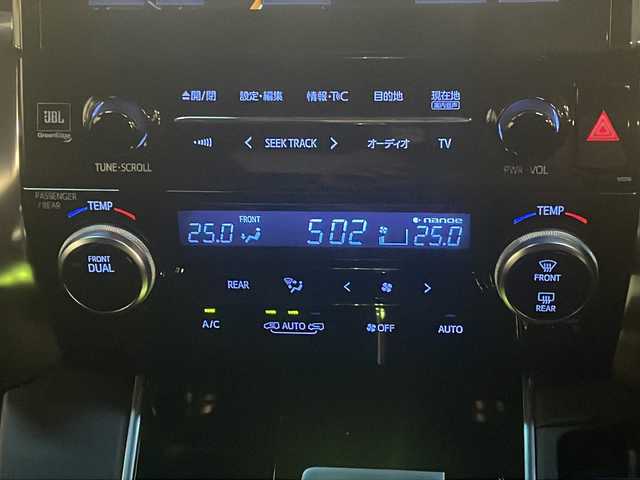 ▲開/閉 設定・編集 情報・TC 目的地 現在地
JBL
GreenEdge
SEEK TRACK オーディオ TV
TUNE・SCROLL PWR・VOL
PASSENGER
/ REAR
TEMP TEMP
25.0 FRONT 5:02 nanoe 25.0
FRONT
DUAL
REAR
FRONT
REAR
A/C AUTO OFF AUTO